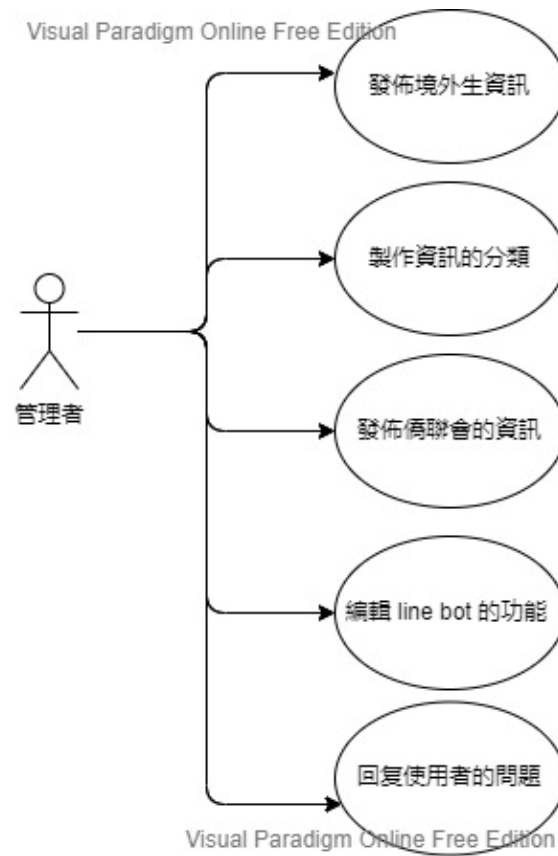 Visual Paradigm Online Free Edition
發佈境外生資訊
製作資訊的分類
管理者
發佈僑聯會的資訊
編輯 line bot 的功能
回复使用者的問題
Visual Paradigm Online Free Edition